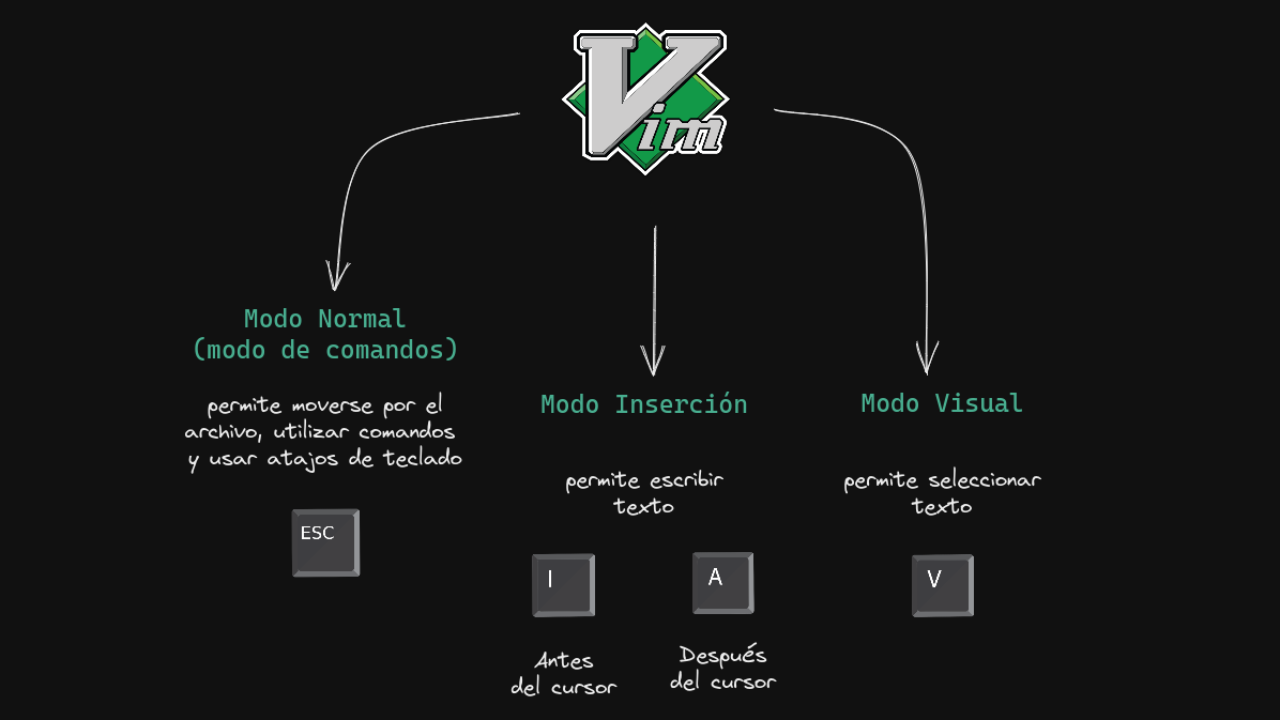 Vim
Modo Normal
(modo de comandos)
permite moverse por el
archivo, utilizar comandos
y usar atajos de teclado
ESC
Modo Inserción
permite escribir
texto
I
Antes
del cursor
A
Después
del cursor
Modo Visual
permite seleccionar
texto
V